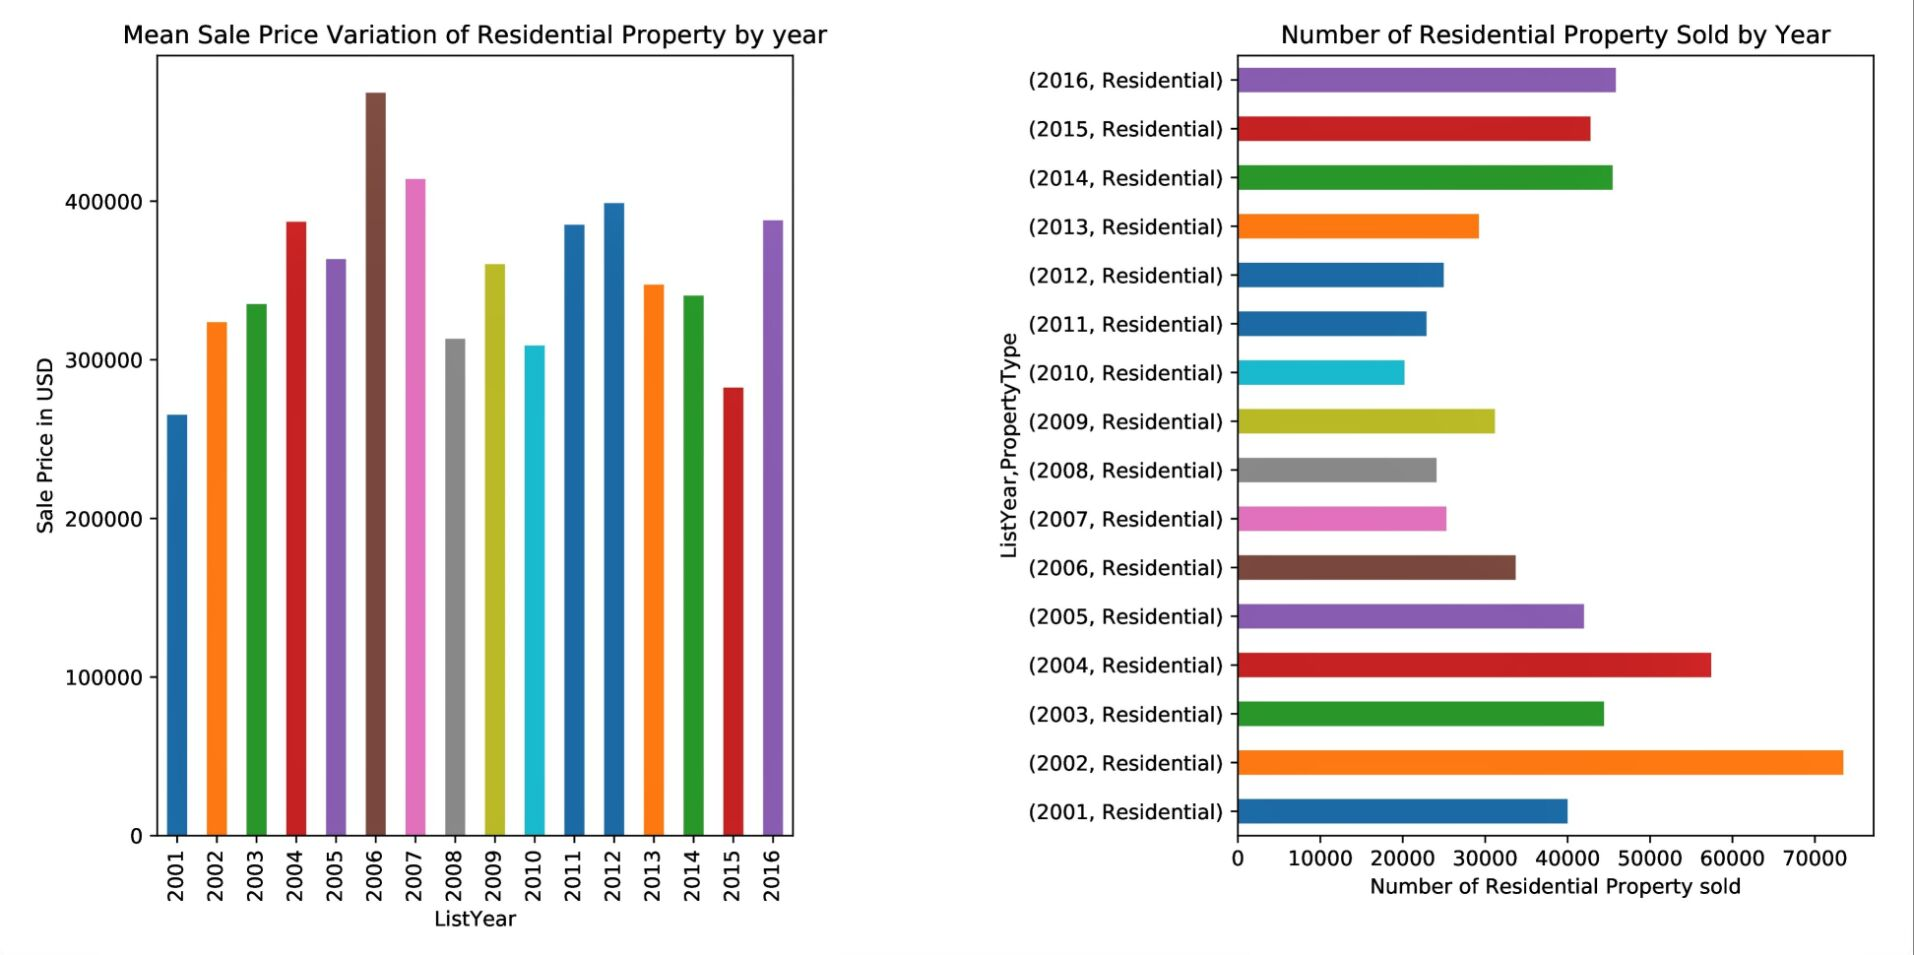 Mean Sale Price Variation of Residential Property by year
Sale Price in USD
400000
300000
200000
100000
0
2001
2002
2003
2004
2005
2006
2007
2008
2009
2010
2011
2012
2013
2014
2015
2016
ListYear
Number of Residential Property Sold by Year
ListYear,PropertyType
(2016, Residential)
(2015, Residential)
(2014, Residential)
(2013, Residential)
(2012, Residential)
(2011, Residential)
(2010, Residential)
(2009, Residential)
(2008, Residential)
(2007, Residential)
(2006, Residential)
(2005, Residential)
(2004, Residential)
(2003, Residential)
(2002, Residential)
(2001, Residential)
0 10000 20000 30000 40000 50000 60000 70000
Number of Residential Property sold